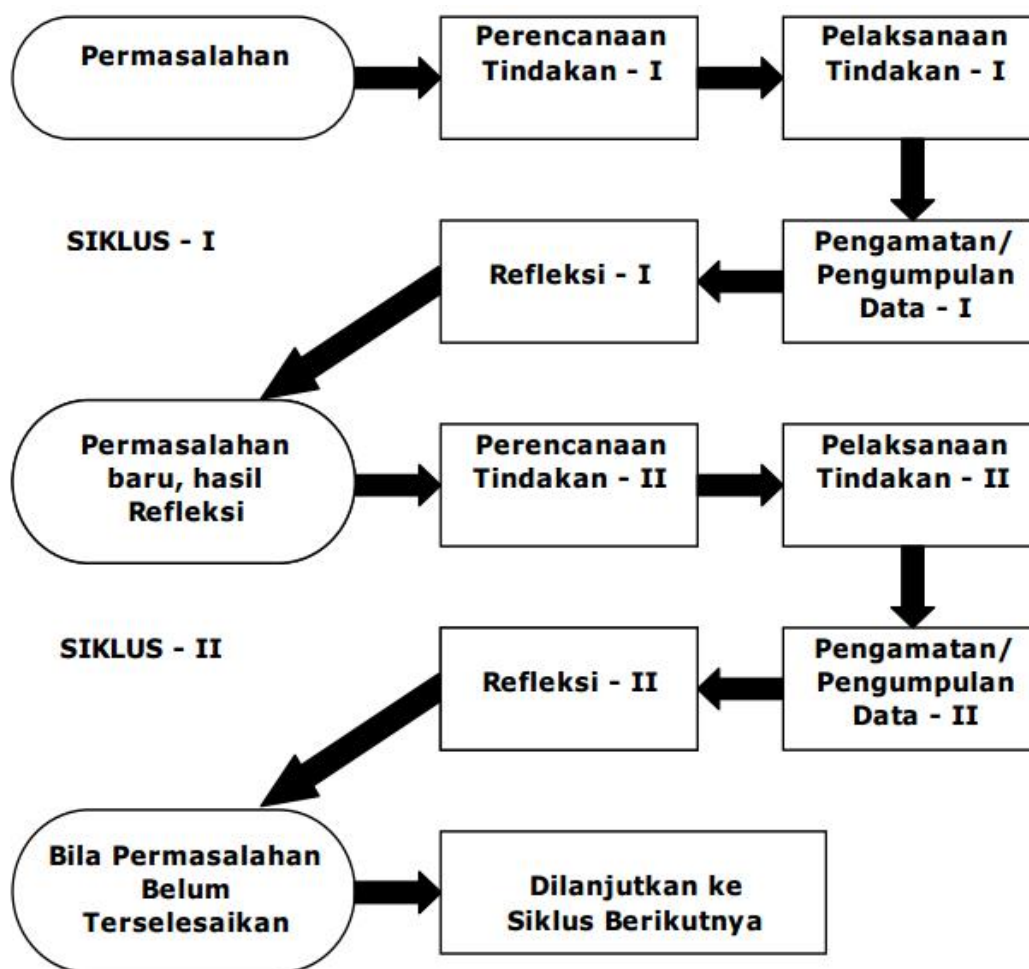 Permasalahan
Perencanaan
Tindakan - I
Pelaksanaan
Tindakan - I
SIKLUS - I
Refleksi - I
Pengamatan/
Pengumpulan
Data - I
Permasalahan
baru, hasil
Refleksi
Perencanaan
Tindakan - II
Pelaksanaan
Tindakan - II
SIKLUS - II
Refleksi - II
Pengamatan/
Pengumpulan
Data - II
Bila Permasalahan
Belum
Terselesaikan
Dilanjutkan ke
Siklus Berikutnya